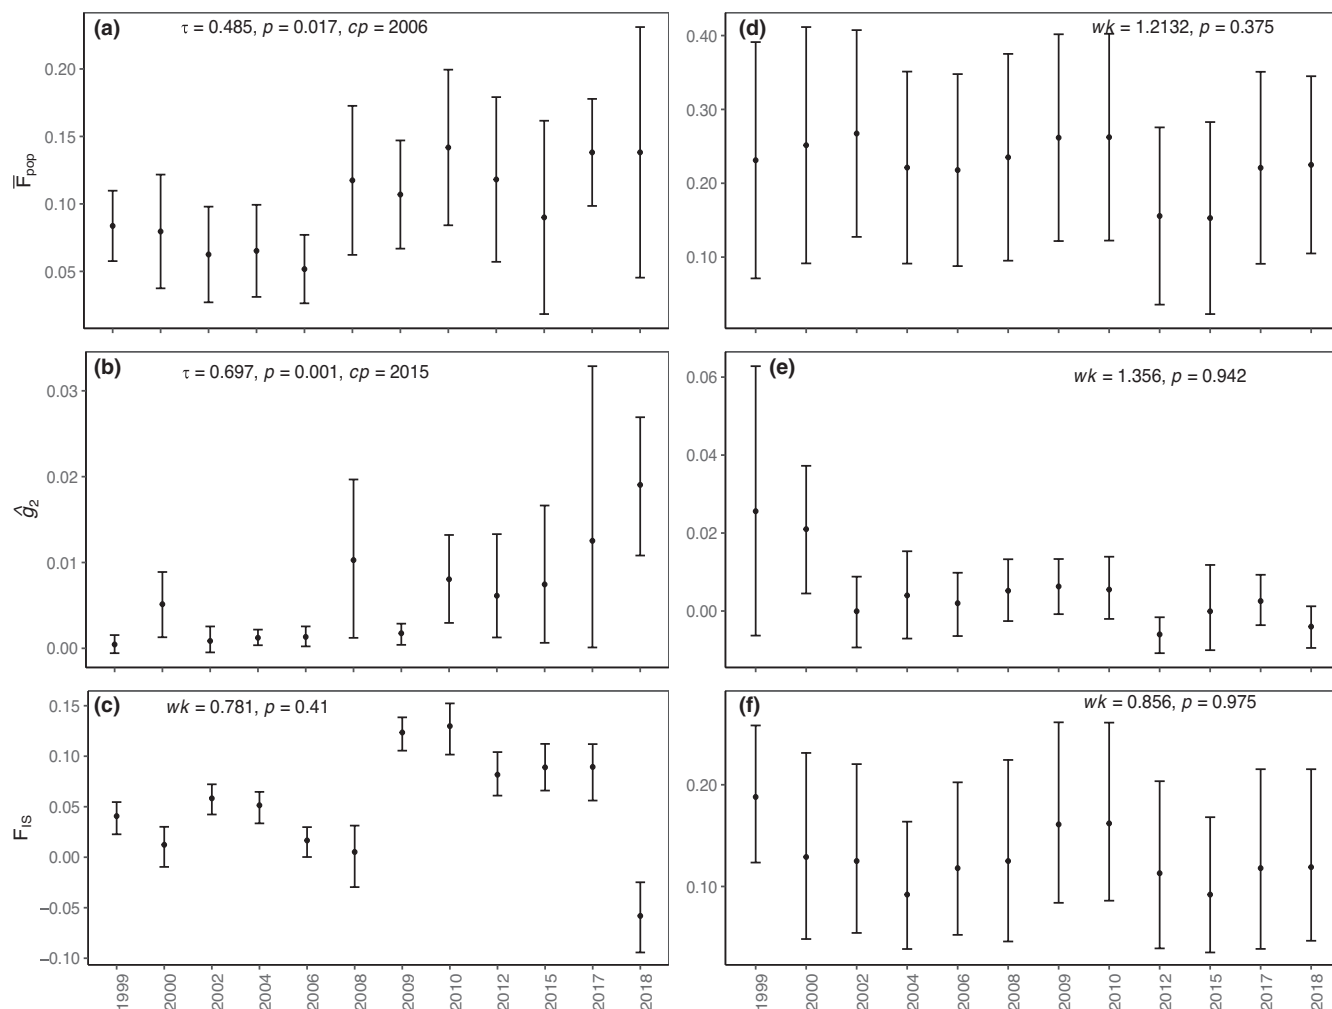 (a) τ = 0.485, p = 0.017, cp = 2006
0.20
0.15
0.10
0.05
F̅pop
(d) wk = 1.2132, p = 0.375
0.40
0.30
0.20
0.10
(b) τ = 0.697, p = 0.001, cp = 2015
0.03
0.02
0.01
0.00
ĝ2
(e) wk = 1.356, p = 0.942
0.06
0.04
0.02
0.00
(c) wk = 0.781, p = 0.41
0.15
0.10
0.05
0.00
−0.05
−0.10
FIS
1999 2000 2002 2004 2006 2008 2009 2010 2012 2015 2017 2018
(f) wk = 0.856, p = 0.975
0.20
0.10
1999 2000 2002 2004 2006 2008 2009 2010 2012 2015 2017 2018